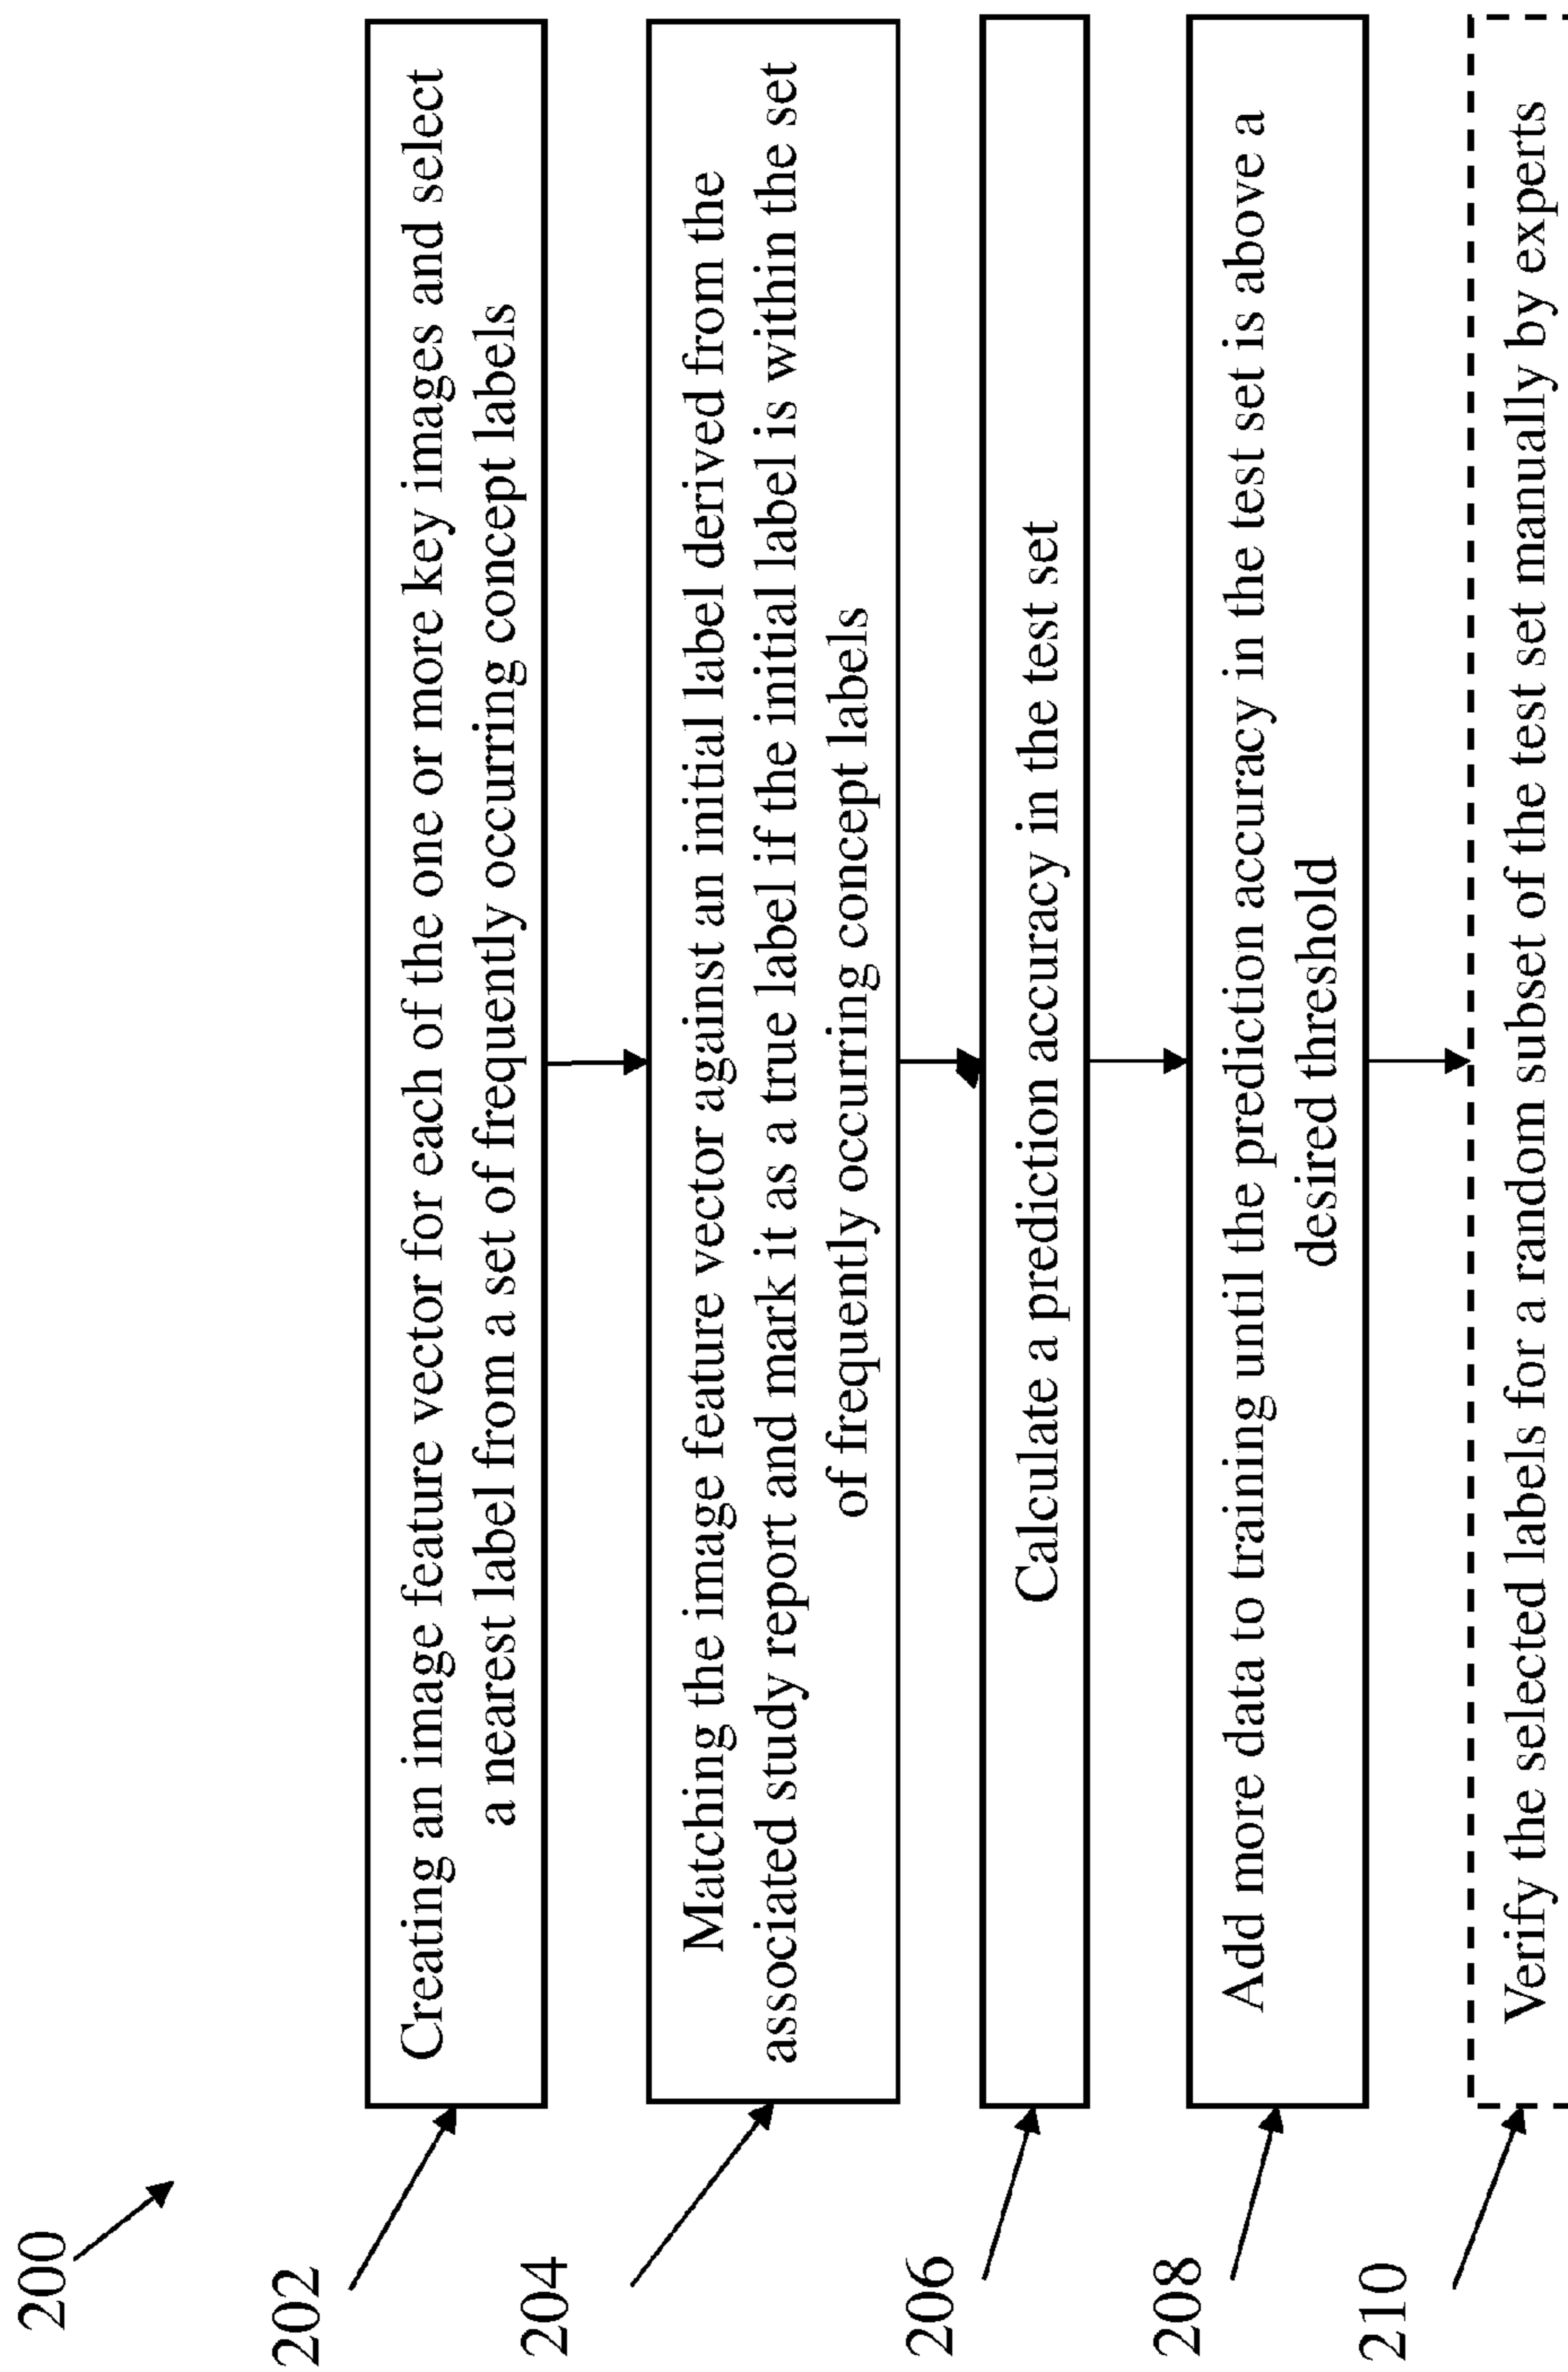 200
202
Creating an image feature vector for each of the one or more key images and select
a nearest label from a set of frequently occurring concept labels
204
Matching the image feature vector against an initial label derived from the
associated study report and mark it as a true label if the initial label is within the set
of frequently occurring concept labels
206
Calculate a prediction accuracy in the test set
208
Add more data to training until the prediction accuracy in the test set is above a
desired threshold
210
Verify the selected labels for a random subset of the test set manually by experts